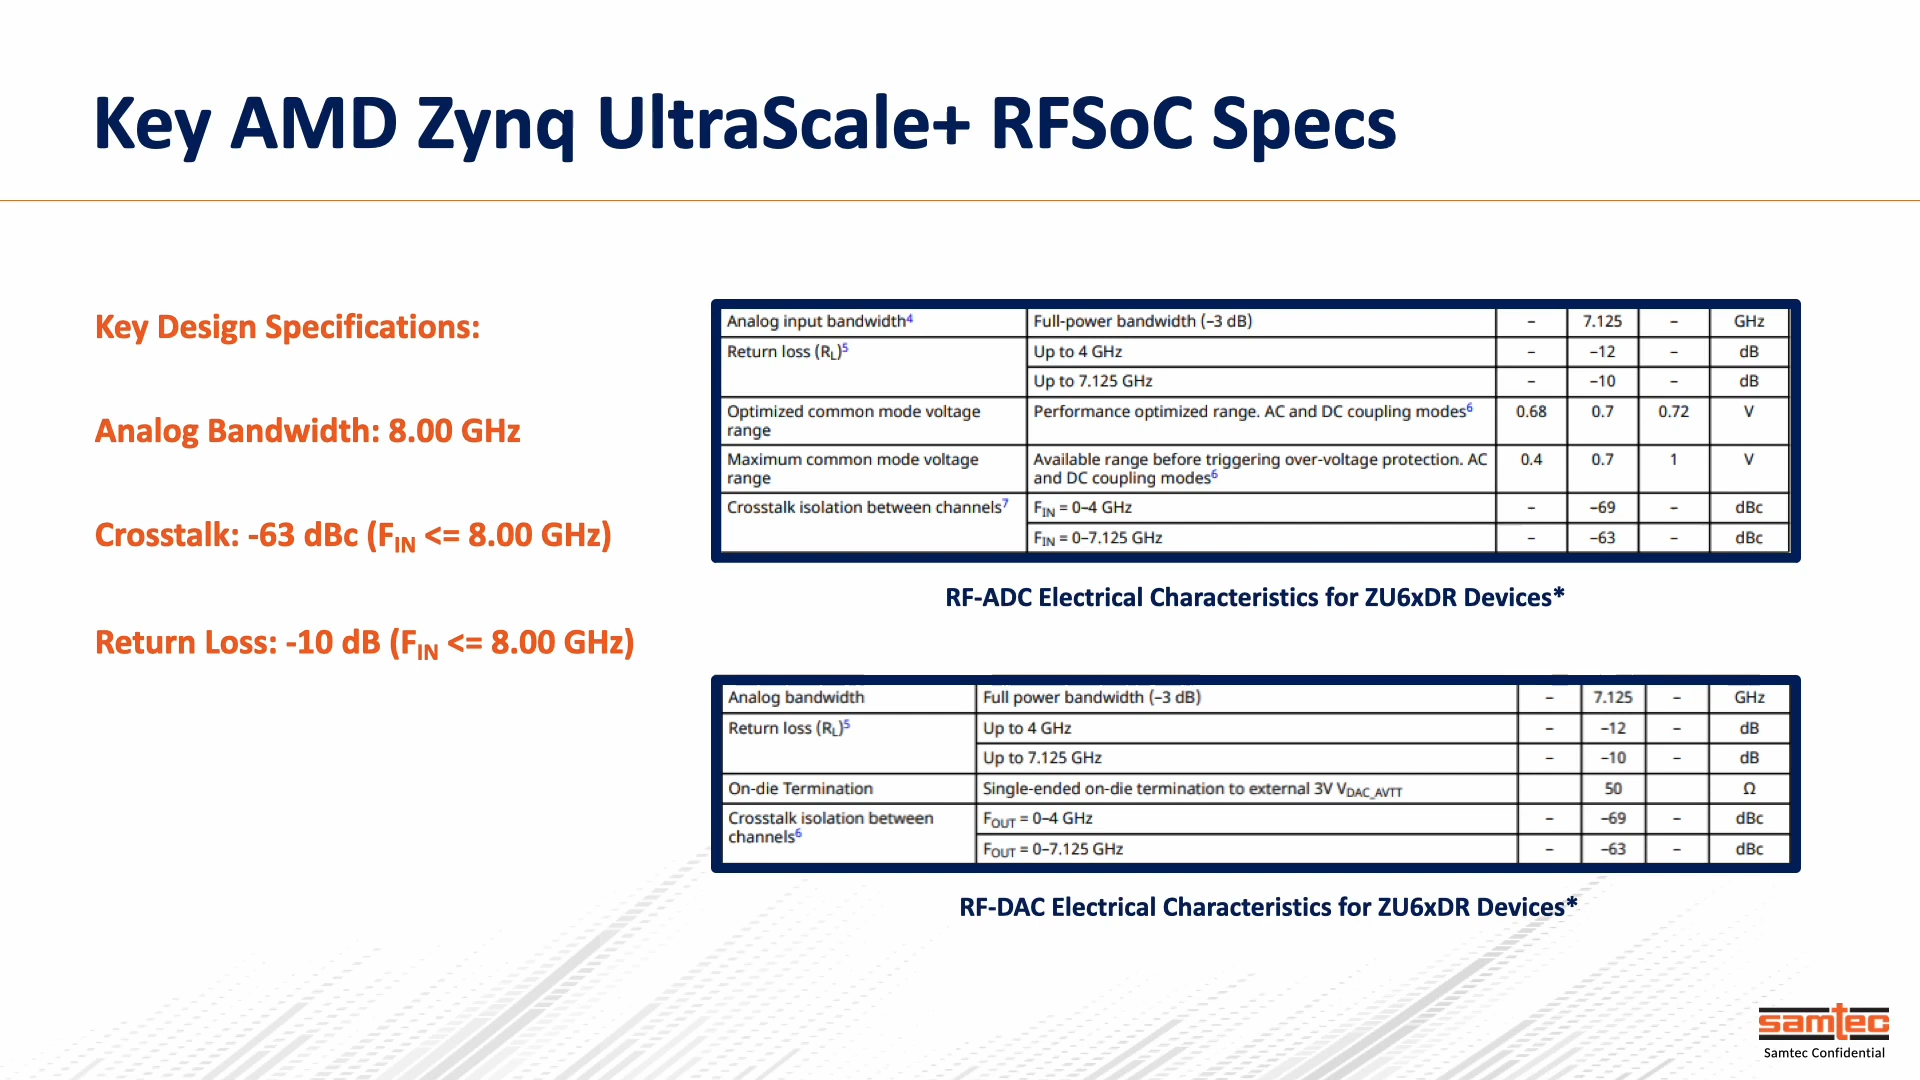 Key AMD Zynq UltraScale+ RFSoC Specs
Key Design Specifications:
Analog Bandwidth: 8.00 GHz
Crosstalk: -63 dBc (FIN <= 8.00 GHz)
Return Loss: -10 dB (FIN <= 8.00 GHz)
Analog input bandwidth4 Full-power bandwidth (–3 dB) – 7.125 – GHz
Return loss (RL)5 Up to 4 GHz – –12 – dB
Up to 7.125 GHz – –10 – dB
Optimized common mode voltage Performance optimized range. AC and DC coupling modes6 0.68 0.7 0.72 V
range
Maximum common mode voltage Available range before triggering over-voltage protection. AC 0.4 0.7 1 V
range and DC coupling modes6
Crosstalk isolation between channels7 FIN = 0–4 GHz – –69 – dBc
FIN = 0–7.125 GHz – –63 – dBc
RF-ADC Electrical Characteristics for ZU6xDR Devices*
Analog bandwidth Full power bandwidth (–3 dB) – 7.125 – GHz
Return loss (RL)5 Up to 4 GHz – –12 – dB
Up to 7.125 GHz – –10 – dB
On-die Termination Single-ended on-die termination to external 3V VDAC_AVTT 50 Ω
Crosstalk isolation between FOUT = 0–4 GHz – –69 – dBc
channels6
FOUT = 0–7.125 GHz – –63 – dBc
RF-DAC Electrical Characteristics for ZU6xDR Devices*
samtec
Samtec Confidential